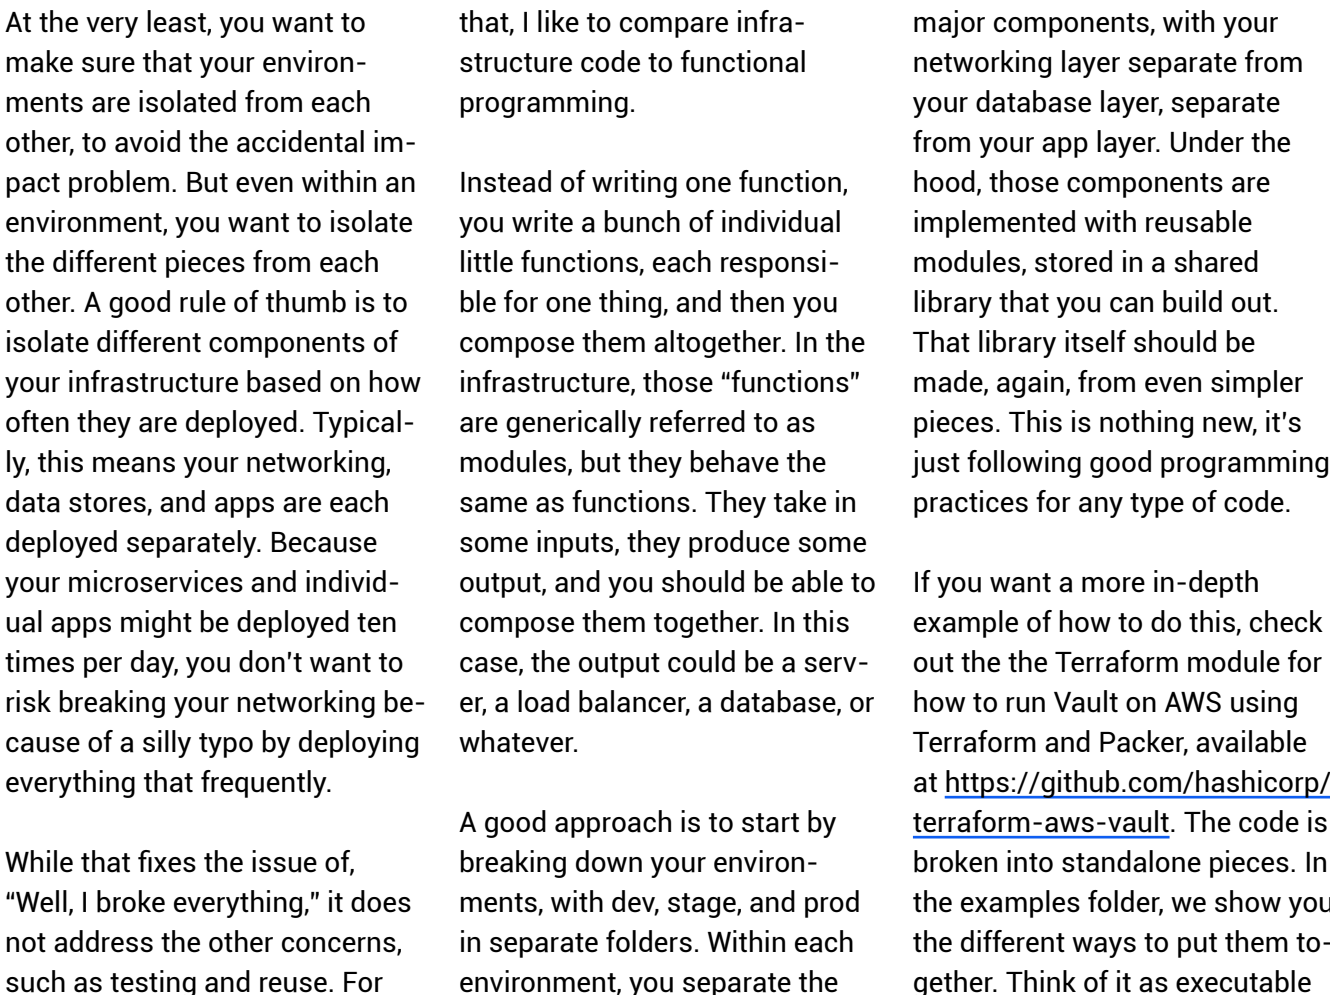 At the very least, you want to
make sure that your environ-
ments are isolated from each
other, to avoid the accidental im-
pact problem. But even within an
environment, you want to isolate
the different pieces from each
other. A good rule of thumb is to
isolate different components of
your infrastructure based on how
often they are deployed. Typical-
ly, this means your networking,
data stores, and apps are each
deployed separately. Because
your microservices and individ-
ual apps might be deployed ten
times per day, you don't want to
risk breaking your networking be-
cause of a silly typo by deploying
everything that frequently.
While that fixes the issue of,
“Well, I broke everything,” it does
not address the other concerns,
such as testing and reuse. For
that, I like to compare infra-
structure code to functional
programming.
Instead of writing one function,
you write a bunch of individual
little functions, each responsi-
ble for one thing, and then you
compose them altogether. In the
infrastructure, those “functions”
are generically referred to as
modules, but they behave the
same as functions. They take in
some inputs, they produce some
output, and you should be able to
compose them together. In this
case, the output could be a serv-
er, a load balancer, a database, or
whatever.
A good approach is to start by
breaking down your environ-
ments, with dev, stage, and prod
in separate folders. Within each
environment, you separate the
major components, with your
networking layer separate from
your database layer, separate
from your app layer. Under the
hood, those components are
implemented with reusable
modules, stored in a shared
library that you can build out.
That library itself should be
made, again, from even simpler
pieces. This is nothing new, it's
just following good programming
practices for any type of code.
If you want a more in-depth
example of how to do this, check
out the the Terraform module for
how to run Vault on AWS using
Terraform and Packer, available
at https://github.com/hashicorp/
terraform-aws-vault. The code is
broken into standalone pieces. In
the examples folder, we show you
the different ways to put them to-
gether. Think of it as executable